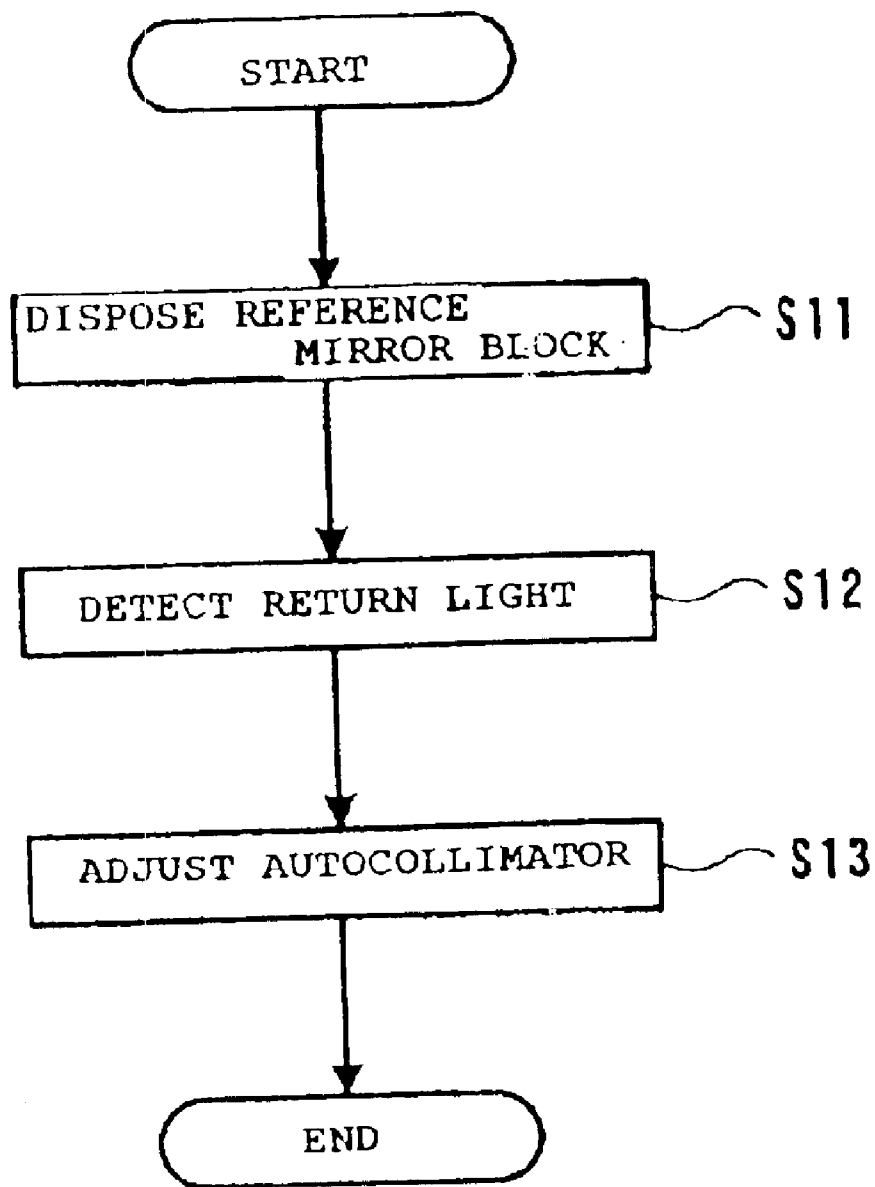 START
DISPOSE REFERENCE
MIRROR BLOCK
S11
DETECT RETURN LIGHT
S12
ADJUST AUTOCOLLIMATOR
S13
END